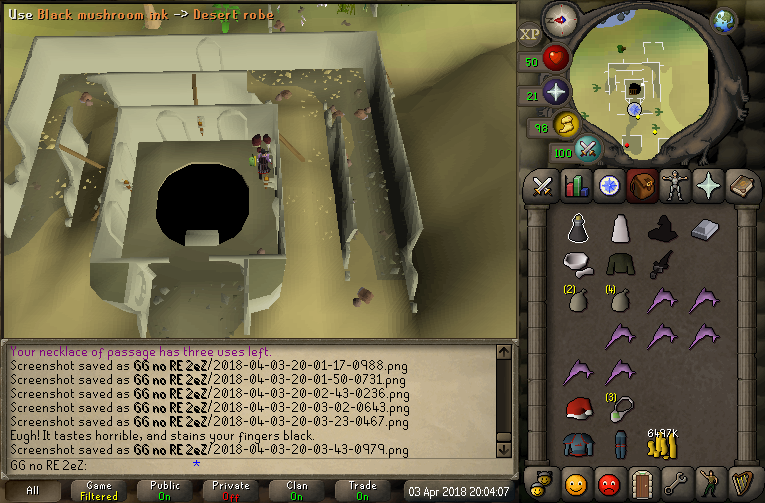 Use Black mushroom ink -> Desert robe
XP
50
21
98
100
(2)
(4)
(3)
6497K
Your necklace of passage has three uses left.
Screenshot saved as GG no RE 2eZ/2018-04-03-20-01-17-0988.png
Screenshot saved as GG no RE 2eZ/2018-04-03-20-01-50-0731.png
Screenshot saved as GG no RE 2eZ/2018-04-03-20-02-43-0236.png
Screenshot saved as GG no RE 2eZ/2018-04-03-20-03-02-0643.png
Screenshot saved as GG no RE 2eZ/2018-04-03-20-03-23-0467.png
Eugh! It tastes horrible, and stains your fingers black.
Screenshot saved as GG no RE 2eZ/2018-04-03-20-03-43-0979.png
GG no RE 2eZ: *
All
Game
Filtered
Public
On
Private
Off
Clan
On
Trade
On
03 Apr 2018 20:04:07